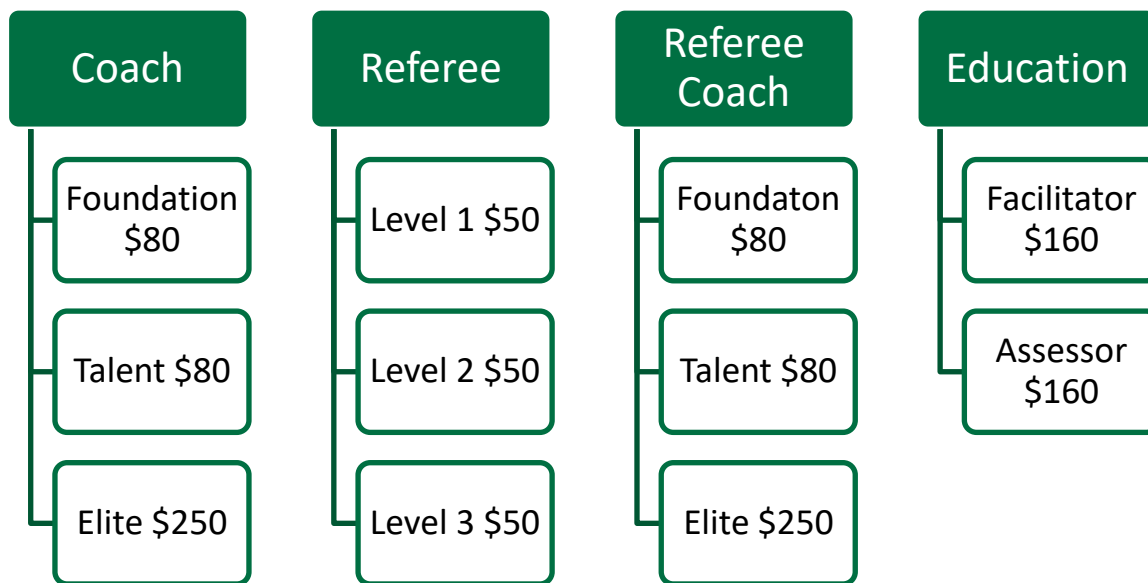 Coach
Foundation
$80
Talent $80
Elite $250
Referee
Level 1 $50
Level 2 $50
Level 3 $50
Referee
Coach
Foundaton
$80
Talent $80
Elite $250
Education
Facilitator
$160
Assessor
$160